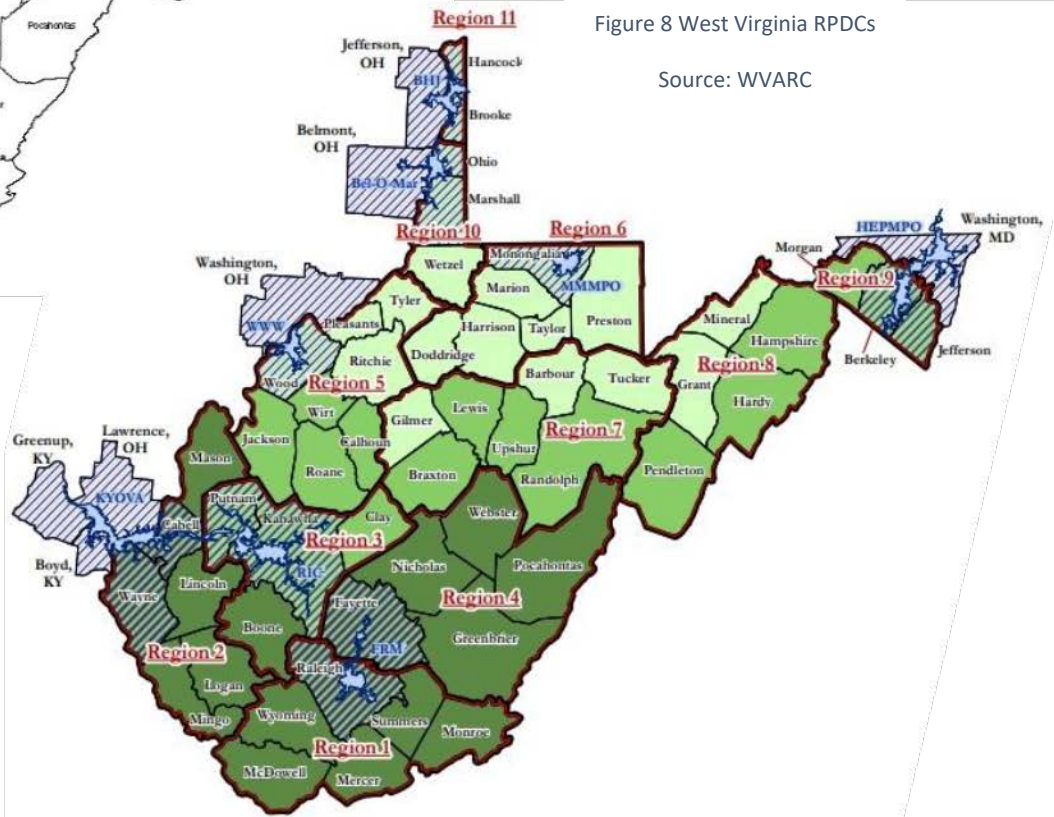 Pocahontas
Region 11
Figure 8 West Virginia RPDCs
Source: WVARC
Jefferson,
OH
Hancock
BHJ
Brooke
Belmont,
OH
Ohio
Bel-O-Mar
Marshall
Region 10
Region 6
HEPMPO
Washington,
MD
Morgan
Region 9
Washington,
OH
Wetzel
Monongalia
MMMPO
Marion
Tyler
Pleasants
WWW
Harrison
Taylor
Preston
Mineral
Hampshire
Jefferson
Berkeley
Ritchie
Doddridge
Barbour
Tucker
Region 8
Grant
Hardy
Wood
Region 5
Wirt
Lewis
Gilmer
Jackson
Calhoun
Upshur
Region 7
Roane
Braxton
Randolph
Pendleton
Greenup,
KY
Lawrence,
OH
Mason
KYOVA
Putnam
Kanawha
Clay
Webster
Cabell
Region 3
Boyd,
KY
RIC
Nicholas
Pocahontas
Wayne
Lincoln
Fayette
Region 4
Boone
Greenbrier
FRM
Region 2
Raleigh
Logan
Mingo
Wyoming
Summers
Monroe
Region 1
McDowell
Mercer